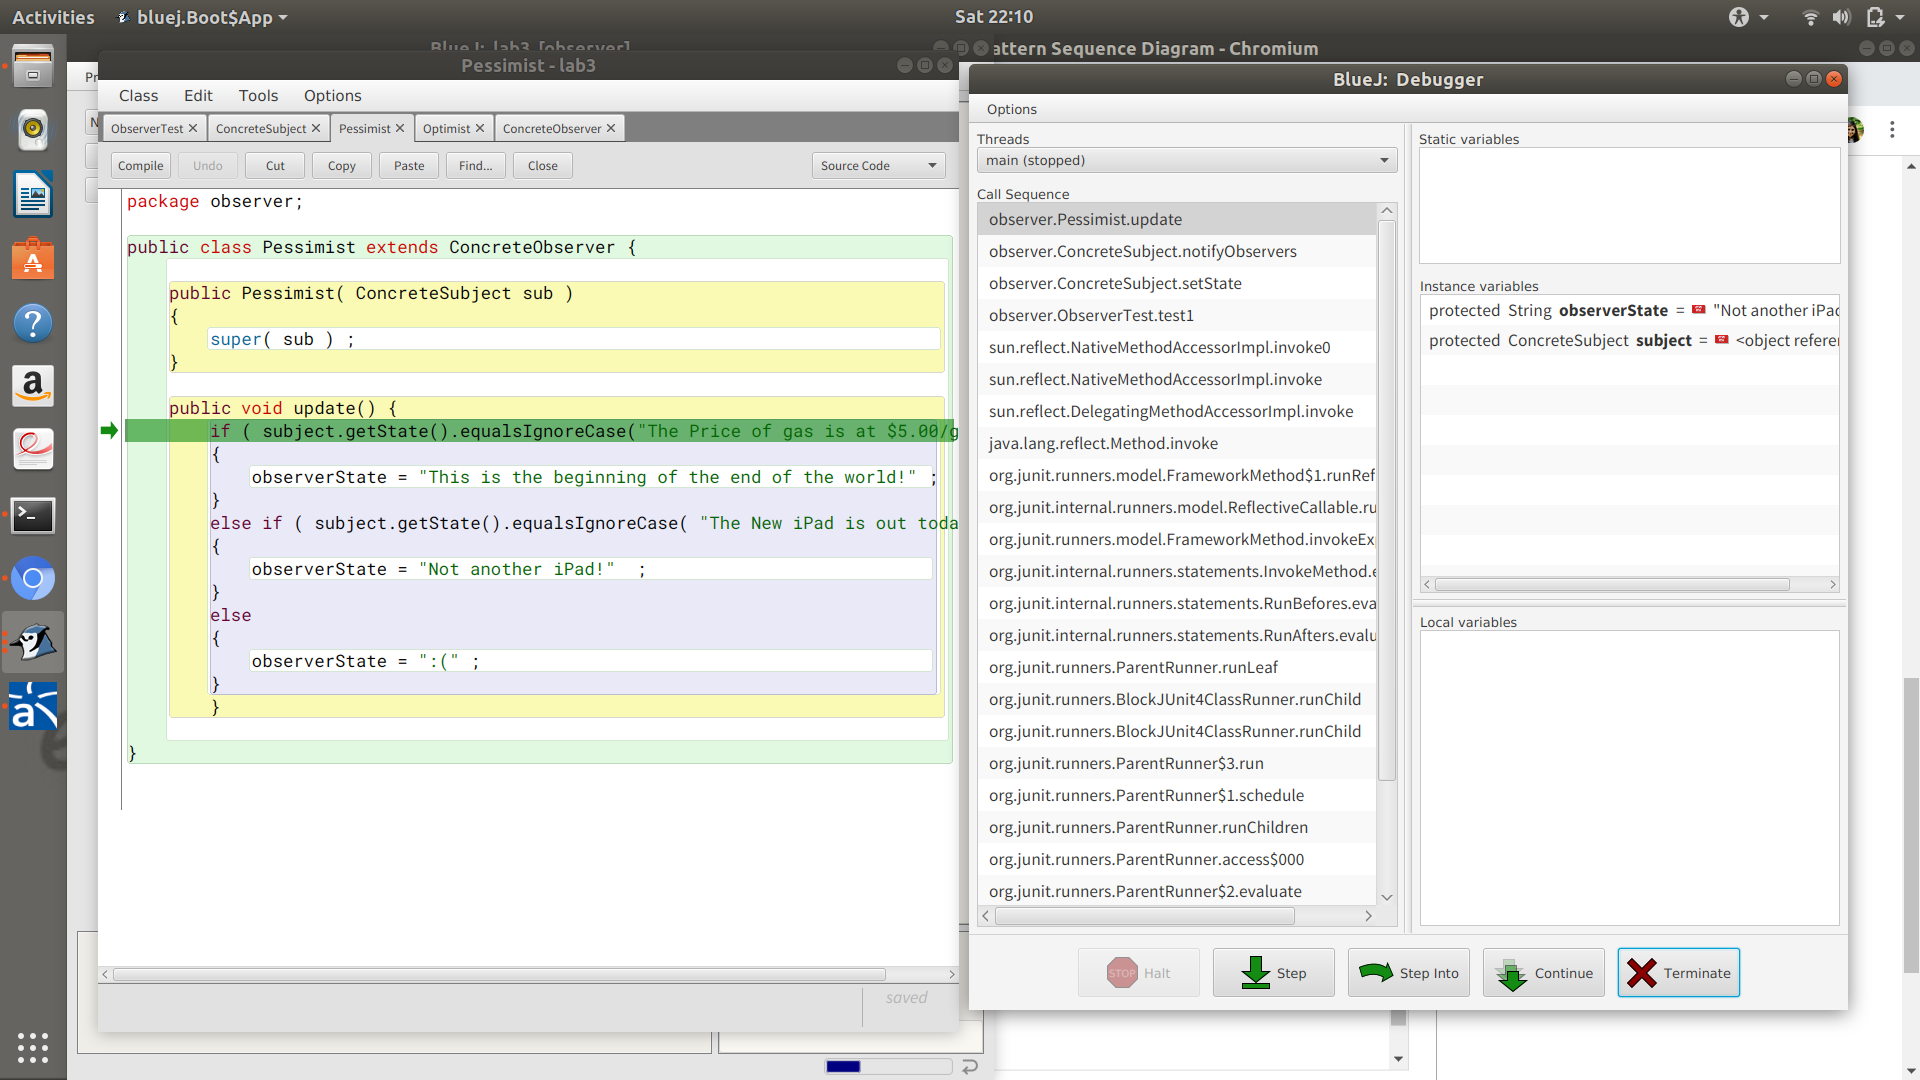 Activities
bluej.Boot$App
Sat 22:10
BlueJ: lab3 [observer]
attern Sequence Diagram - Chromium
Pessimist - lab3
Class Edit Tools Options
ObserverTest ConcreteSubject Pessimist Optimist ConcreteObserver
Compile Undo Cut Copy Paste Find... Close Source Code
package observer;
public class Pessimist extends ConcreteObserver {
public Pessimist( ConcreteSubject sub )
{
super( sub ) ;
}
public void update() {
if ( subject.getState().equalsIgnoreCase("The Price of gas is at $5.00/g
{
observerState = "This is the beginning of the end of the world!" ;
}
else if ( subject.getState().equalsIgnoreCase( "The New iPad is out toda
{
observerState = "Not another iPad!"  ;
}
else
{
observerState = ":(" ;
}
}
}
saved
BlueJ: Debugger
Options
Threads
main (stopped)
Call Sequence
observer.Pessimist.update
observer.ConcreteSubject.notifyObservers
observer.ConcreteSubject.setState
observer.ObserverTest.test1
sun.reflect.NativeMethodAccessorImpl.invoke0
sun.reflect.NativeMethodAccessorImpl.invoke
sun.reflect.DelegatingMethodAccessorImpl.invoke
java.lang.reflect.Method.invoke
org.junit.runners.model.FrameworkMethod$1.runRef
org.junit.internal.runners.model.ReflectiveCallable.ru
org.junit.runners.model.FrameworkMethod.invokeEx
org.junit.internal.runners.statements.InvokeMethod.e
org.junit.internal.runners.statements.RunBefores.eva
org.junit.internal.runners.statements.RunAfters.evalu
org.junit.runners.ParentRunner.runLeaf
org.junit.runners.BlockJUnit4ClassRunner.runChild
org.junit.runners.BlockJUnit4ClassRunner.runChild
org.junit.runners.ParentRunner$3.run
org.junit.runners.ParentRunner$1.schedule
org.junit.runners.ParentRunner.runChildren
org.junit.runners.ParentRunner.access$000
org.junit.runners.ParentRunner$2.evaluate
Static variables
Instance variables
protected String observerState = "Not another iPad
protected ConcreteSubject subject = <object referen
Local variables
STOP Halt
Step
Step Into
Continue
Terminate